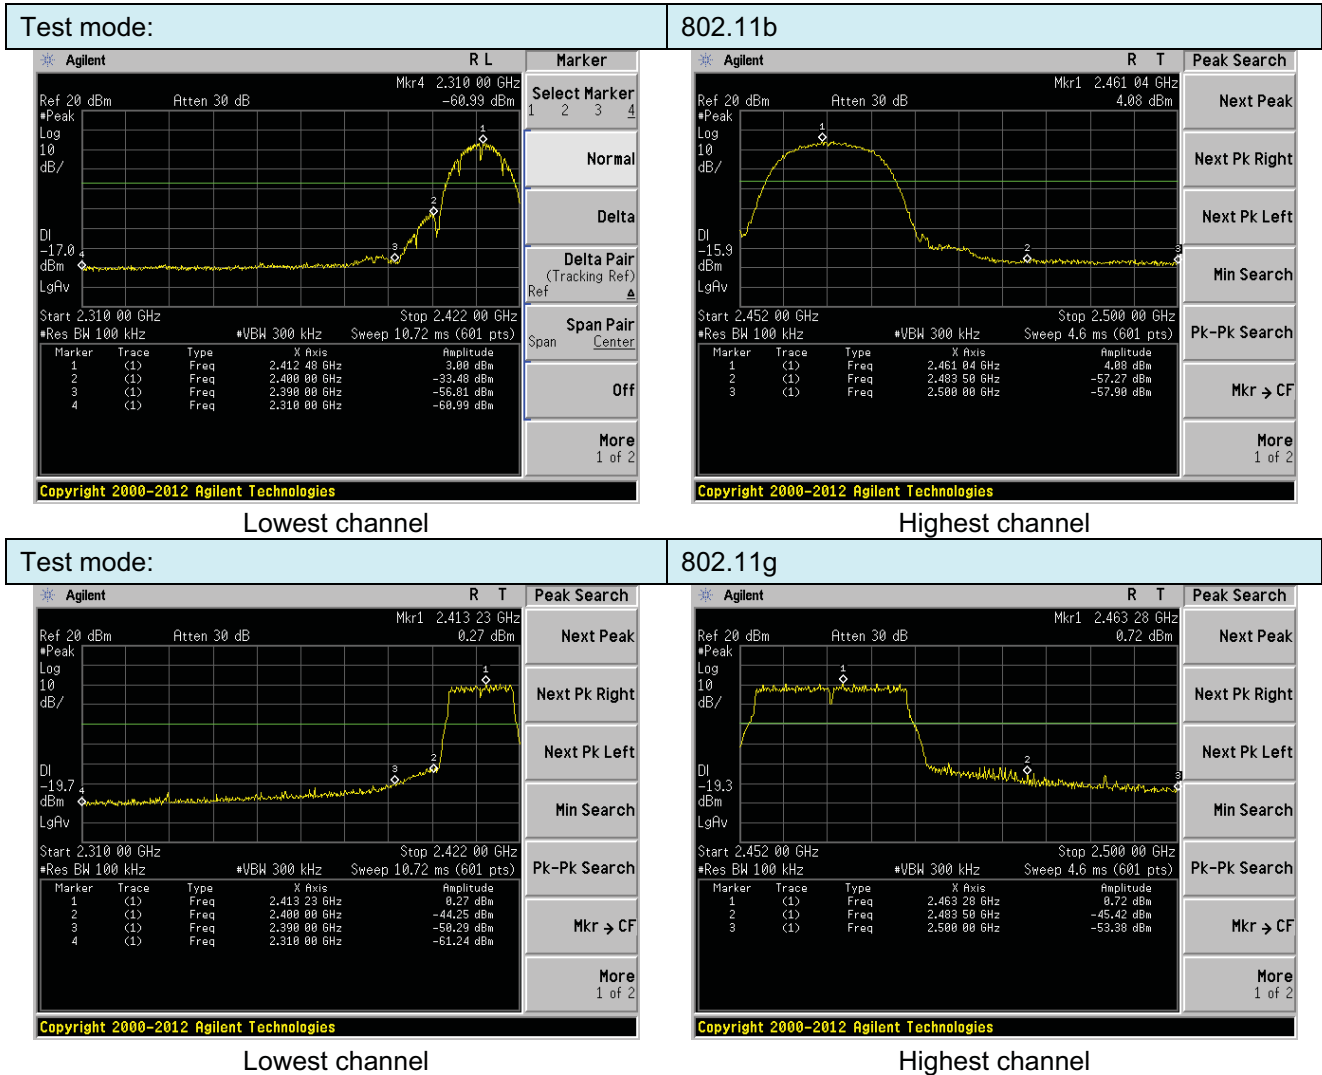 Test mode: 802.11b
Agilent R L Marker
Mkr4 2.310 00 GHz
Ref 20 dBm Atten 30 dB -60.99 dBm
#Peak
Log
10
dB/
DI
-17.0
dBm
LgAv
1
2
3
4
Start 2.310 00 GHz Stop 2.422 00 GHz
#Res BW 100 kHz #VBW 300 kHz Sweep 10.72 ms (601 pts)
Marker Trace Type X Axis Amplitude
1 (1) Freq 2.412 48 GHz 3.00 dBm
2 (1) Freq 2.400 00 GHz -33.48 dBm
3 (1) Freq 2.390 00 GHz -56.81 dBm
4 (1) Freq 2.310 00 GHz -60.99 dBm
Select Marker
1 2 3 4
Normal
Delta
Delta Pair
(Tracking Ref)
Ref Δ
Span Pair
Span Center
Off
More
1 of 2
Copyright 2000-2012 Agilent Technologies
Lowest channel
Agilent R T Peak Search
Mkr1 2.461 04 GHz
Ref 20 dBm Atten 30 dB 4.08 dBm
#Peak
Log
10
dB/
DI
-15.9
dBm
LgAv
1
2
3
Start 2.452 00 GHz Stop 2.500 00 GHz
#Res BW 100 kHz #VBW 300 kHz Sweep 4.6 ms (601 pts)
Marker Trace Type X Axis Amplitude
1 (1) Freq 2.461 04 GHz 4.08 dBm
2 (1) Freq 2.483 50 GHz -57.27 dBm
3 (1) Freq 2.500 00 GHz -57.90 dBm
Next Peak
Next Pk Right
Next Pk Left
Min Search
Pk-Pk Search
Mkr → CF
More
1 of 2
Copyright 2000-2012 Agilent Technologies
Highest channel
Test mode: 802.11g
Agilent R T Peak Search
Mkr1 2.413 23 GHz
Ref 20 dBm Atten 30 dB 0.27 dBm
#Peak
Log
10
dB/
DI
-19.7
dBm
LgAv
1
2
3
4
Start 2.310 00 GHz Stop 2.422 00 GHz
#Res BW 100 kHz #VBW 300 kHz Sweep 10.72 ms (601 pts)
Marker Trace Type X Axis Amplitude
1 (1) Freq 2.413 23 GHz 0.27 dBm
2 (1) Freq 2.400 00 GHz -44.25 dBm
3 (1) Freq 2.390 00 GHz -50.29 dBm
4 (1) Freq 2.310 00 GHz -61.24 dBm
Next Peak
Next Pk Right
Next Pk Left
Min Search
Pk-Pk Search
Mkr → CF
More
1 of 2
Copyright 2000-2012 Agilent Technologies
Lowest channel
Agilent R T Peak Search
Mkr1 2.463 28 GHz
Ref 20 dBm Atten 30 dB 0.72 dBm
#Peak
Log
10
dB/
DI
-19.3
dBm
LgAv
1
2
3
Start 2.452 00 GHz Stop 2.500 00 GHz
#Res BW 100 kHz #VBW 300 kHz Sweep 4.6 ms (601 pts)
Marker Trace Type X Axis Amplitude
1 (1) Freq 2.463 28 GHz 0.72 dBm
2 (1) Freq 2.483 50 GHz -45.42 dBm
3 (1) Freq 2.500 00 GHz -53.38 dBm
Next Peak
Next Pk Right
Next Pk Left
Min Search
Pk-Pk Search
Mkr → CF
More
1 of 2
Copyright 2000-2012 Agilent Technologies
Highest channel